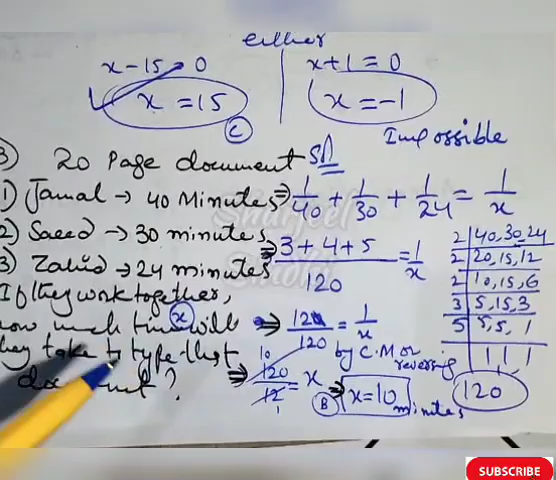 either
x-15=0 | x+1=0
x=15 | x=-1
(C) Impossible
3) 20 Page document Sol
1) Jamal → 40 Minutes ⇒ 1/40 + 1/30 + 1/24 = 1/x
2) Saeed → 30 minutes ⇒ 3+4+5/120 = 1/x
3) Zahid → 24 minutes
If they work together,
how much time will (x) ⇒ 12/120 = 1/x
they take to type that by C.M or reversing
document? ⇒ 120/12 = x ⇒ x=10 minutes
(B)
2 | 40,30,24
2 | 20,15,12
2 | 10,15,6
3 | 5,15,3
5 | 5,5,1
1 1 1
120
SUBSCRIBE